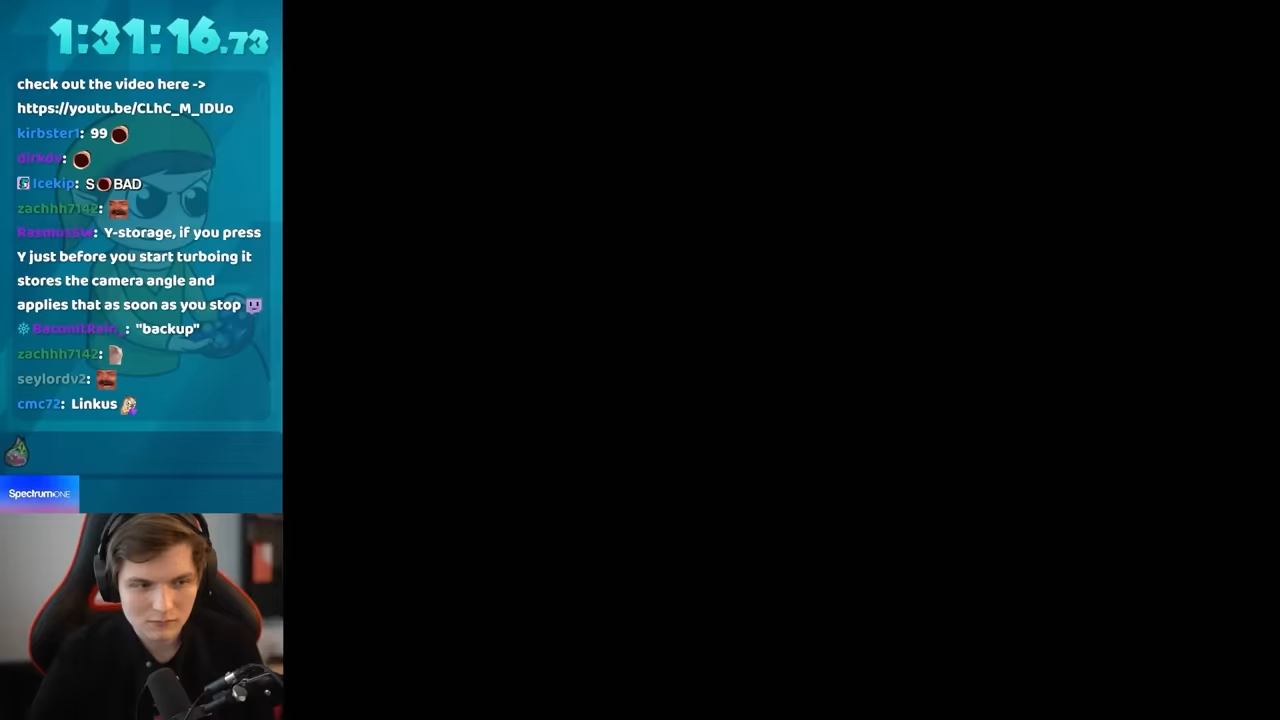 1:31:16.73
check out the video here ->
https://youtu.be/CLhC_M_IDUo
kirbster1: 99
dirkdv:
Icekip: S BAD
zachhh7142:
RasmusSW: Y-storage, if you press
Y just before you start turboing it
stores the camera angle and
applies that as soon as you stop
: "backup"
zachhh7142:
seylordv2:
cmc72: Linkus
SpectrumONE